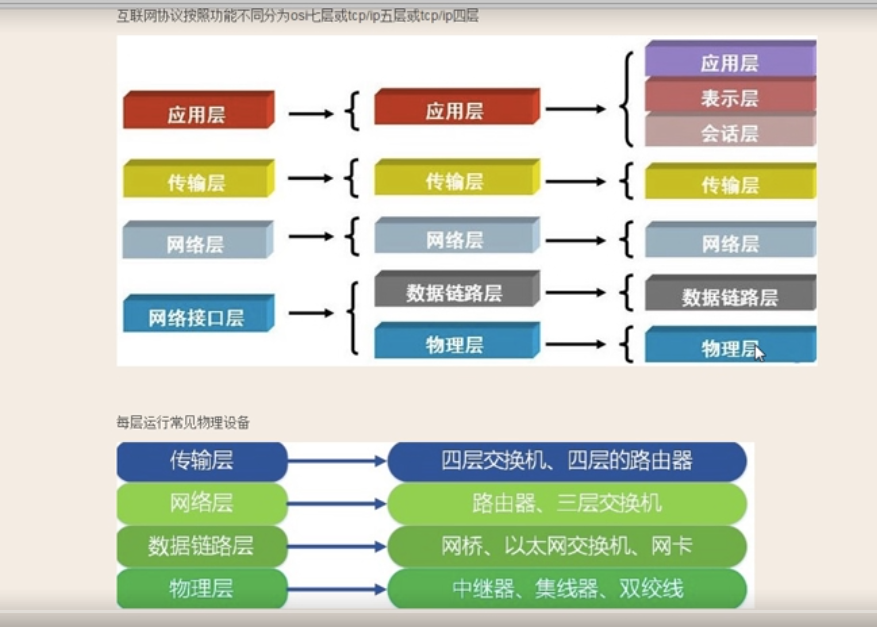 互联网协议按照功能不同分为osi七层或tcp/ip五层或tcp/ip四层
应用层
传输层
网络层
网络接口层
应用层
传输层
网络层
数据链路层
物理层
应用层
表示层
会话层
传输层
网络层
数据链路层
物理层
每层运行常见物理设备
传输层 四层交换机、四层的路由器
网络层 路由器、三层交换机
数据链路层 网桥、以太网交换机、网卡
物理层 中继器、集线器、双绞线